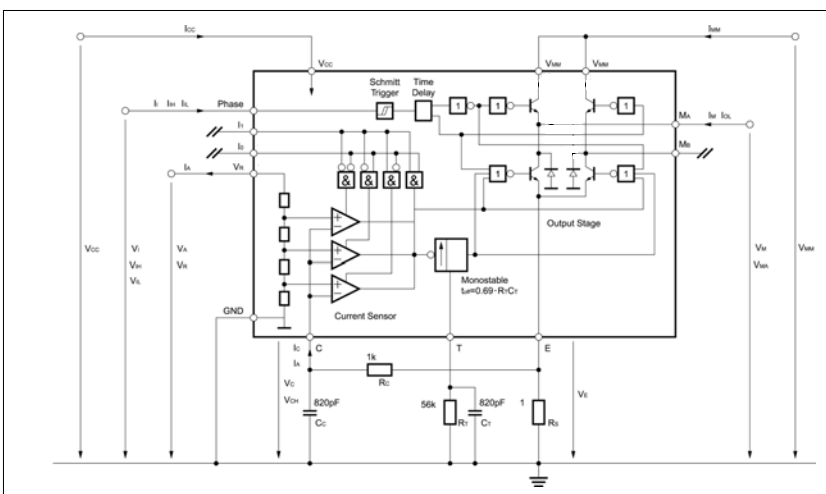 ICC
IMM
VCC
VMM
VMM
Schmitt
Trigger
Time
Delay
II IIH IIL
Phase
1
1
1
MA
IM IOL
I1
I0
MB
IA
VR
&
&
&
&
1
1
Output Stage
VCC
VI
VIH
VIL
VA
VR
VM
VMA
VMM
Monostable
toff=0.69·RTCT
GND
Current Sensor
IC
IA
C
T
E
1k
RC
VC
VCH
VE
820pF
CC
56k
RT
820pF
CT
1
RS